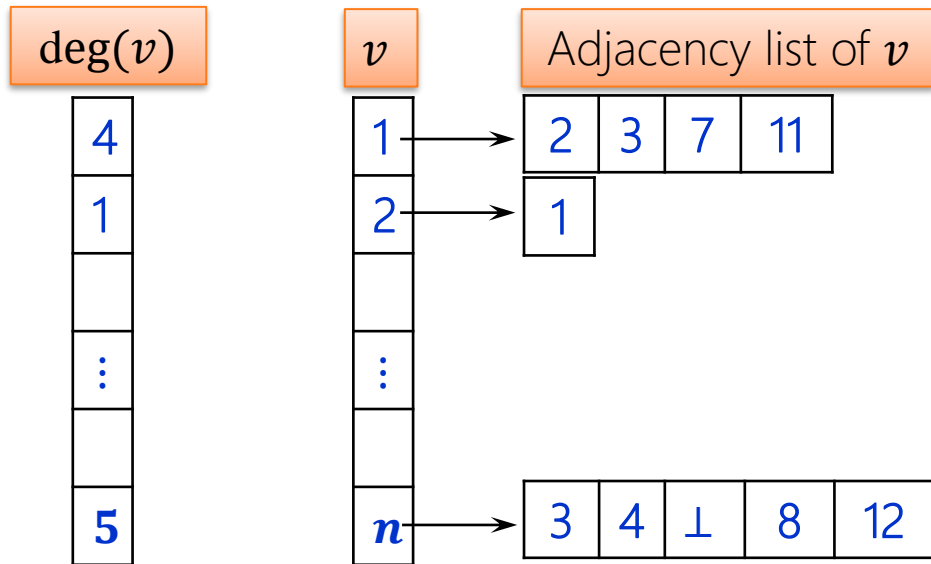 deg(v) v Adjacency list of v
4 1 2 3 7 11
1 2 1
⋮ ⋮
5 n 3 4 ⊥ 8 12